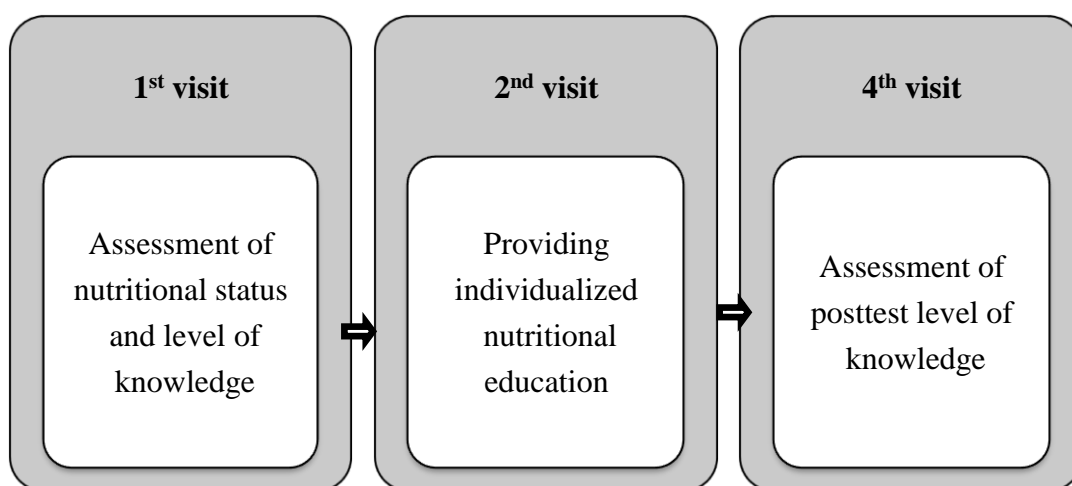 1st visit
Assessment of
nutritional status
and level of
knowledge
2nd visit
Providing
individualized
nutritional
education
4th visit
Assessment of
posttest level of
knowledge